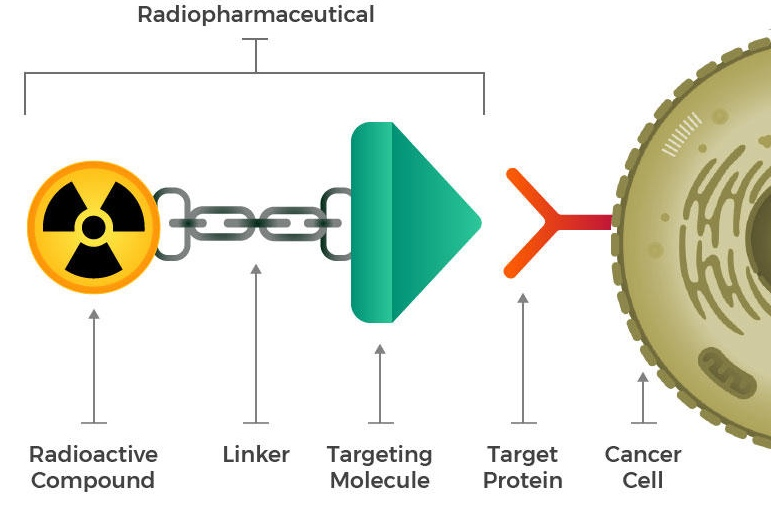 Radiopharmaceutical
Radioactive
Compound
Linker
Targeting
Molecule
Target
Protein
Cancer
Cell